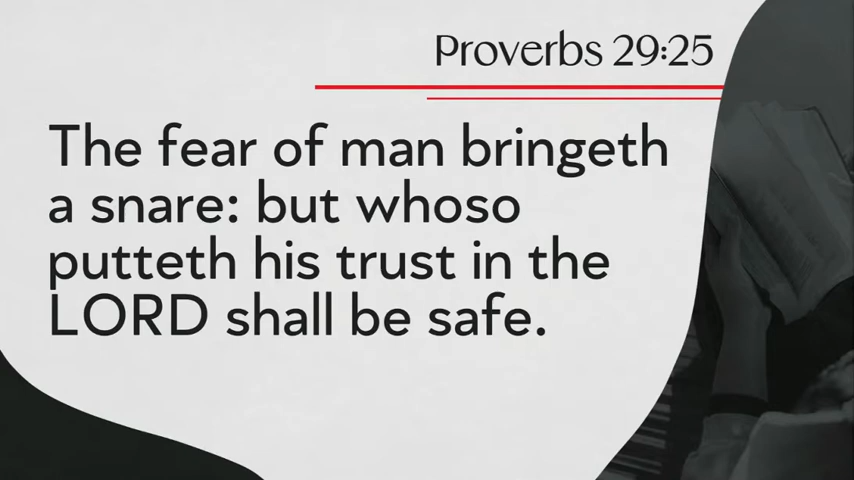 Proverbs 29:25
The fear of man bringeth
a snare: but whoso
putteth his trust in the
LORD shall be safe.